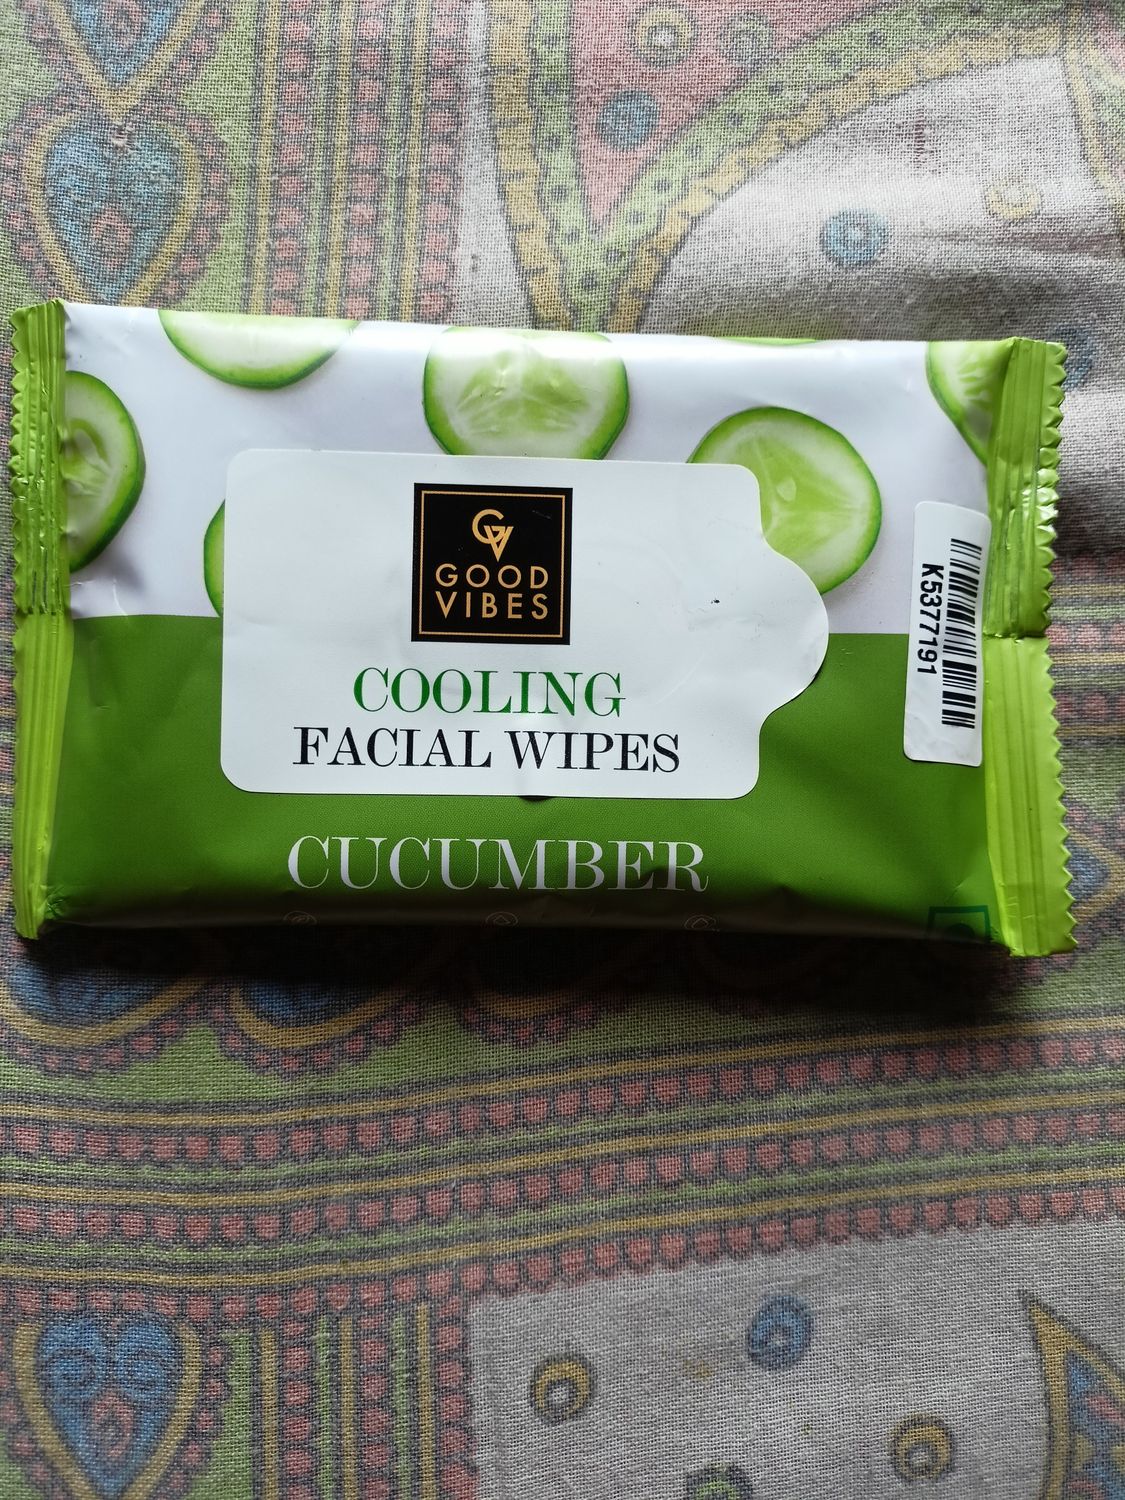 GV
GOOD
VIBES
COOLING
FACIAL WIPES
CUCUMBER
K5377191